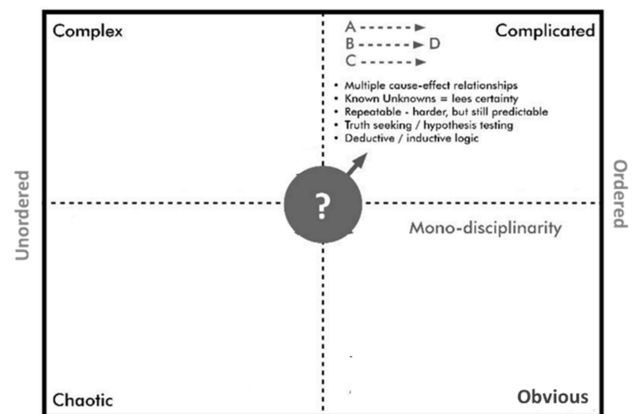 Complex
Complicated
A
B D
C
• Multiple cause-effect relationships
• Known Unknowns = lees certainty
• Repeatable - harder, but still predictable
• Truth seeking / hypothesis testing
• Deductive / inductive logic
Unordered
?
Ordered
Mono-disciplinarity
Chaotic
Obvious